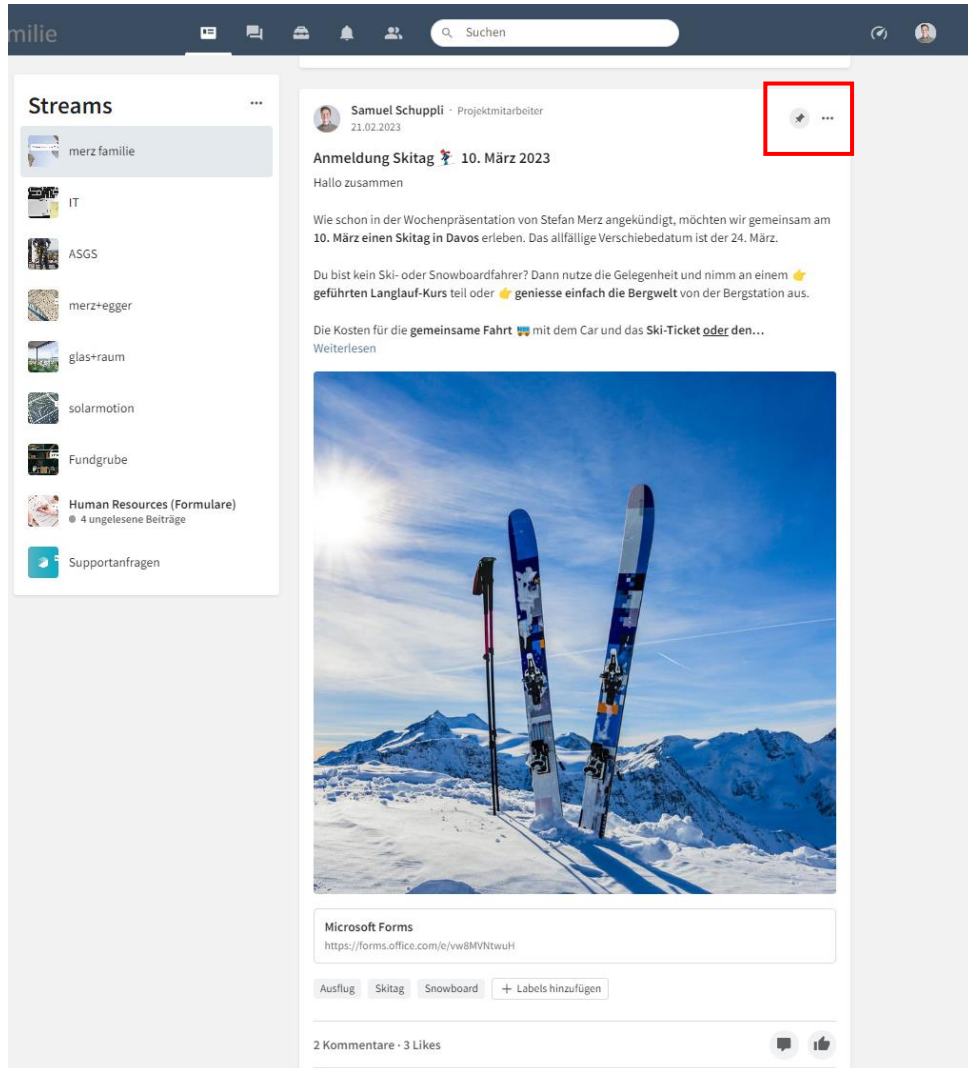 milie
Suchen
Streams
merz familie
IT
ASGS
merz+egger
glas+raum
solarmotion
Fundgrube
Human Resources (Formulare)
4 ungelesene Beiträge
Supportanfragen
Samuel Schuppli · Projektmitarbeiter
21.02.2023
Anmeldung Skitag ⛷ 10. März 2023
Hallo zusammen
Wie schon in der Wochenpräsentation von Stefan Merz angekündigt, möchten wir gemeinsam am
10. März einen Skitag in Davos erleben. Das allfällige Verschiebedatum ist der 24. März.
Du bist kein Ski- oder Snowboardfahrer? Dann nutze die Gelegenheit und nimm an einem 👉
geführten Langlauf-Kurs teil oder 👉 geniesse einfach die Bergwelt von der Bergstation aus.
Die Kosten für die gemeinsame Fahrt 🚌 mit dem Car und das Ski-Ticket oder den…
Weiterlesen
Microsoft Forms
https://forms.office.com/e/vw8MVNtwuH
Ausflug Skitag Snowboard + Labels hinzufügen
2 Kommentare · 3 Likes